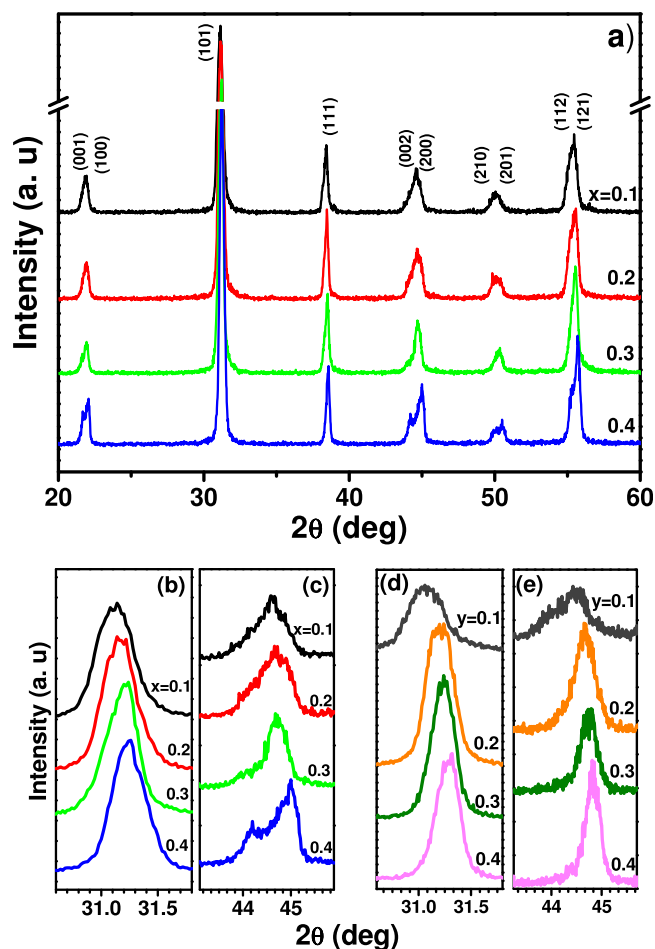 a)
(101)
(001)
(100)
(111)
(002)
(200)
(210)
(201)
(112)
(121)
x=0.1
0.2
0.3
0.4
Intensity (a. u)
20 30 40 50 60
2θ (deg)
(b)
x=0.1
0.2
0.3
0.4
Intensity (a. u)
31.0 31.5
(c)
x=0.1
0.2
0.3
0.4
44 45
(d)
y=0.1
0.2
0.3
0.4
31.0 31.5
(e)
y=0.1
0.2
0.3
0.4
44 45
2θ (deg)